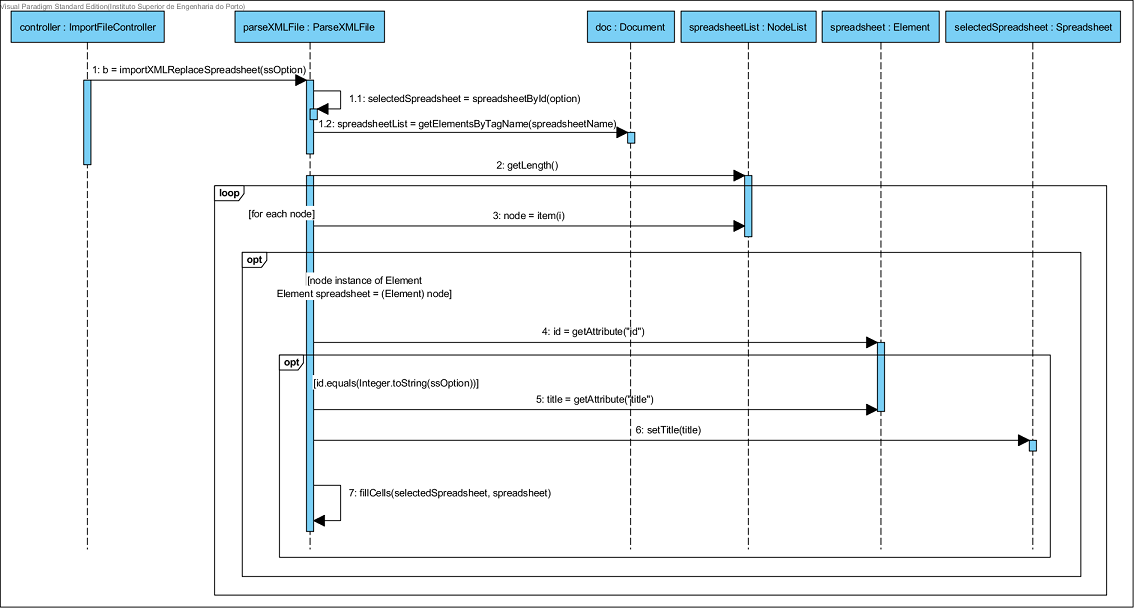 Visual Paradigm Standard Edition(Instituto Superior de Engenharia do Porto)
controller : ImportFileController
parseXMLFile : ParseXMLFile
doc : Document
spreadsheetList : NodeList
spreadsheet : Element
selectedSpreadsheet : Spreadsheet
1: b = importXMLReplaceSpreadsheet(ssOption)
1.1: selectedSpreadsheet = spreadsheetById(option)
1.2: spreadsheetList = getElementsByTagName(spreadsheetName)
2: getLength()
loop
[for each node]
3: node = item(i)
opt
[node instance of Element
Element spreadsheet = (Element) node]
4: id = getAttribute("id")
opt
[id.equals(Integer.toString(ssOption))]
5: title = getAttribute("title")
6: setTitle(title)
7: fillCells(selectedSpreadsheet, spreadsheet)